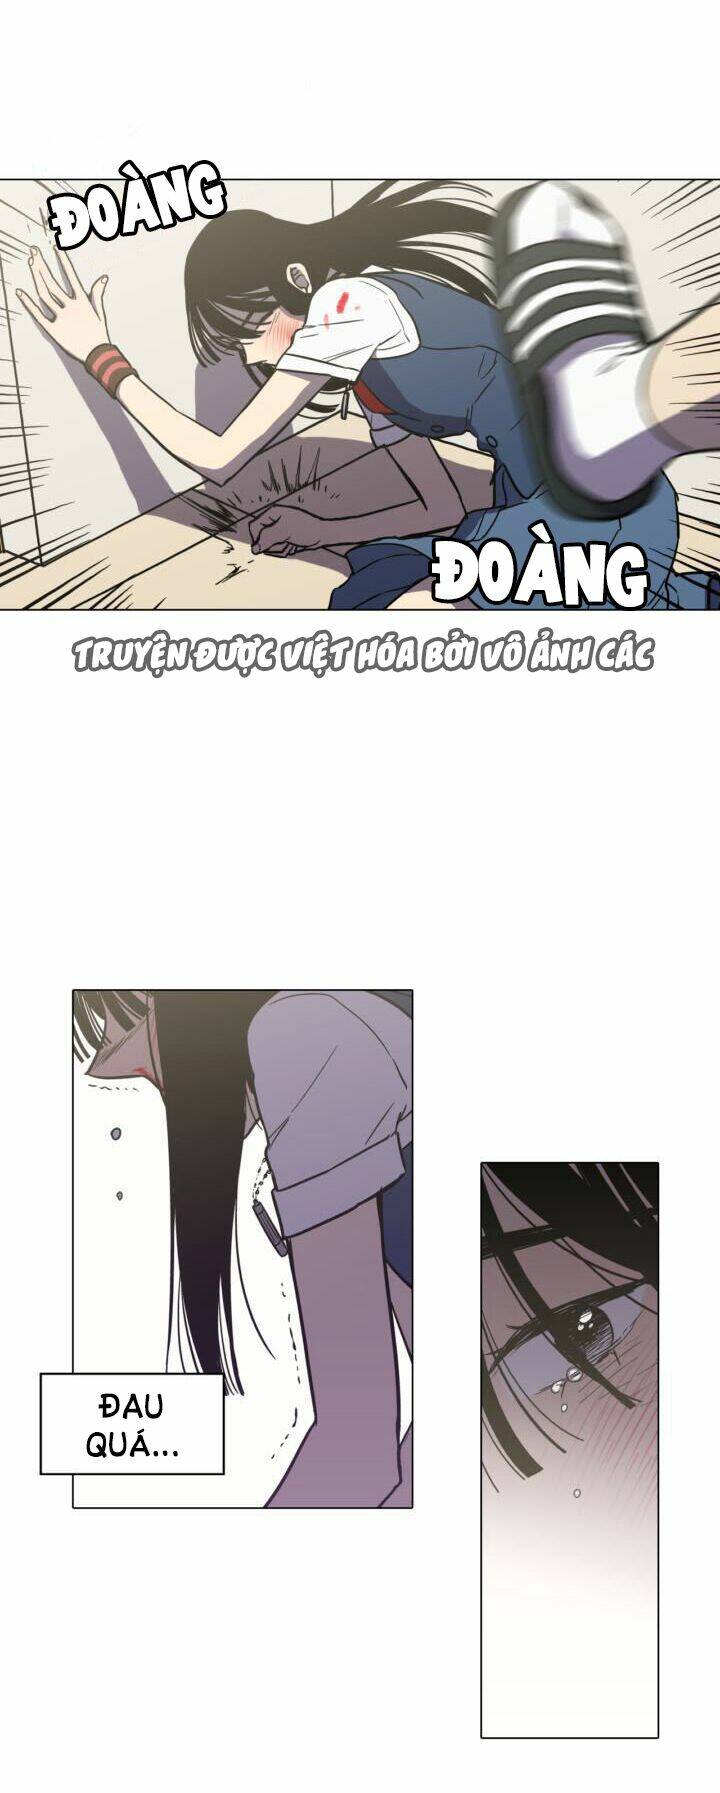 ĐOÀNG
ĐOÀNG
TRUYỆN ĐƯỢC VIỆT HÓA BỞI VÔ ẢNH CÁC
ĐAU
QUÁ...